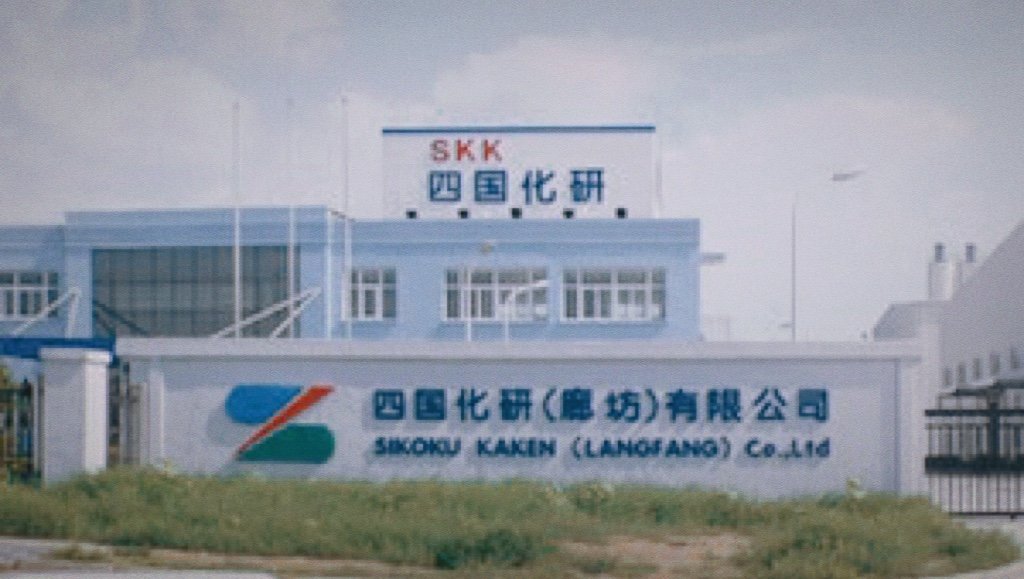 SKK
四国化研
四国化研(廊坊)有限公司
SIKOKU KAKEN (LANGFANG) Co.,Ltd